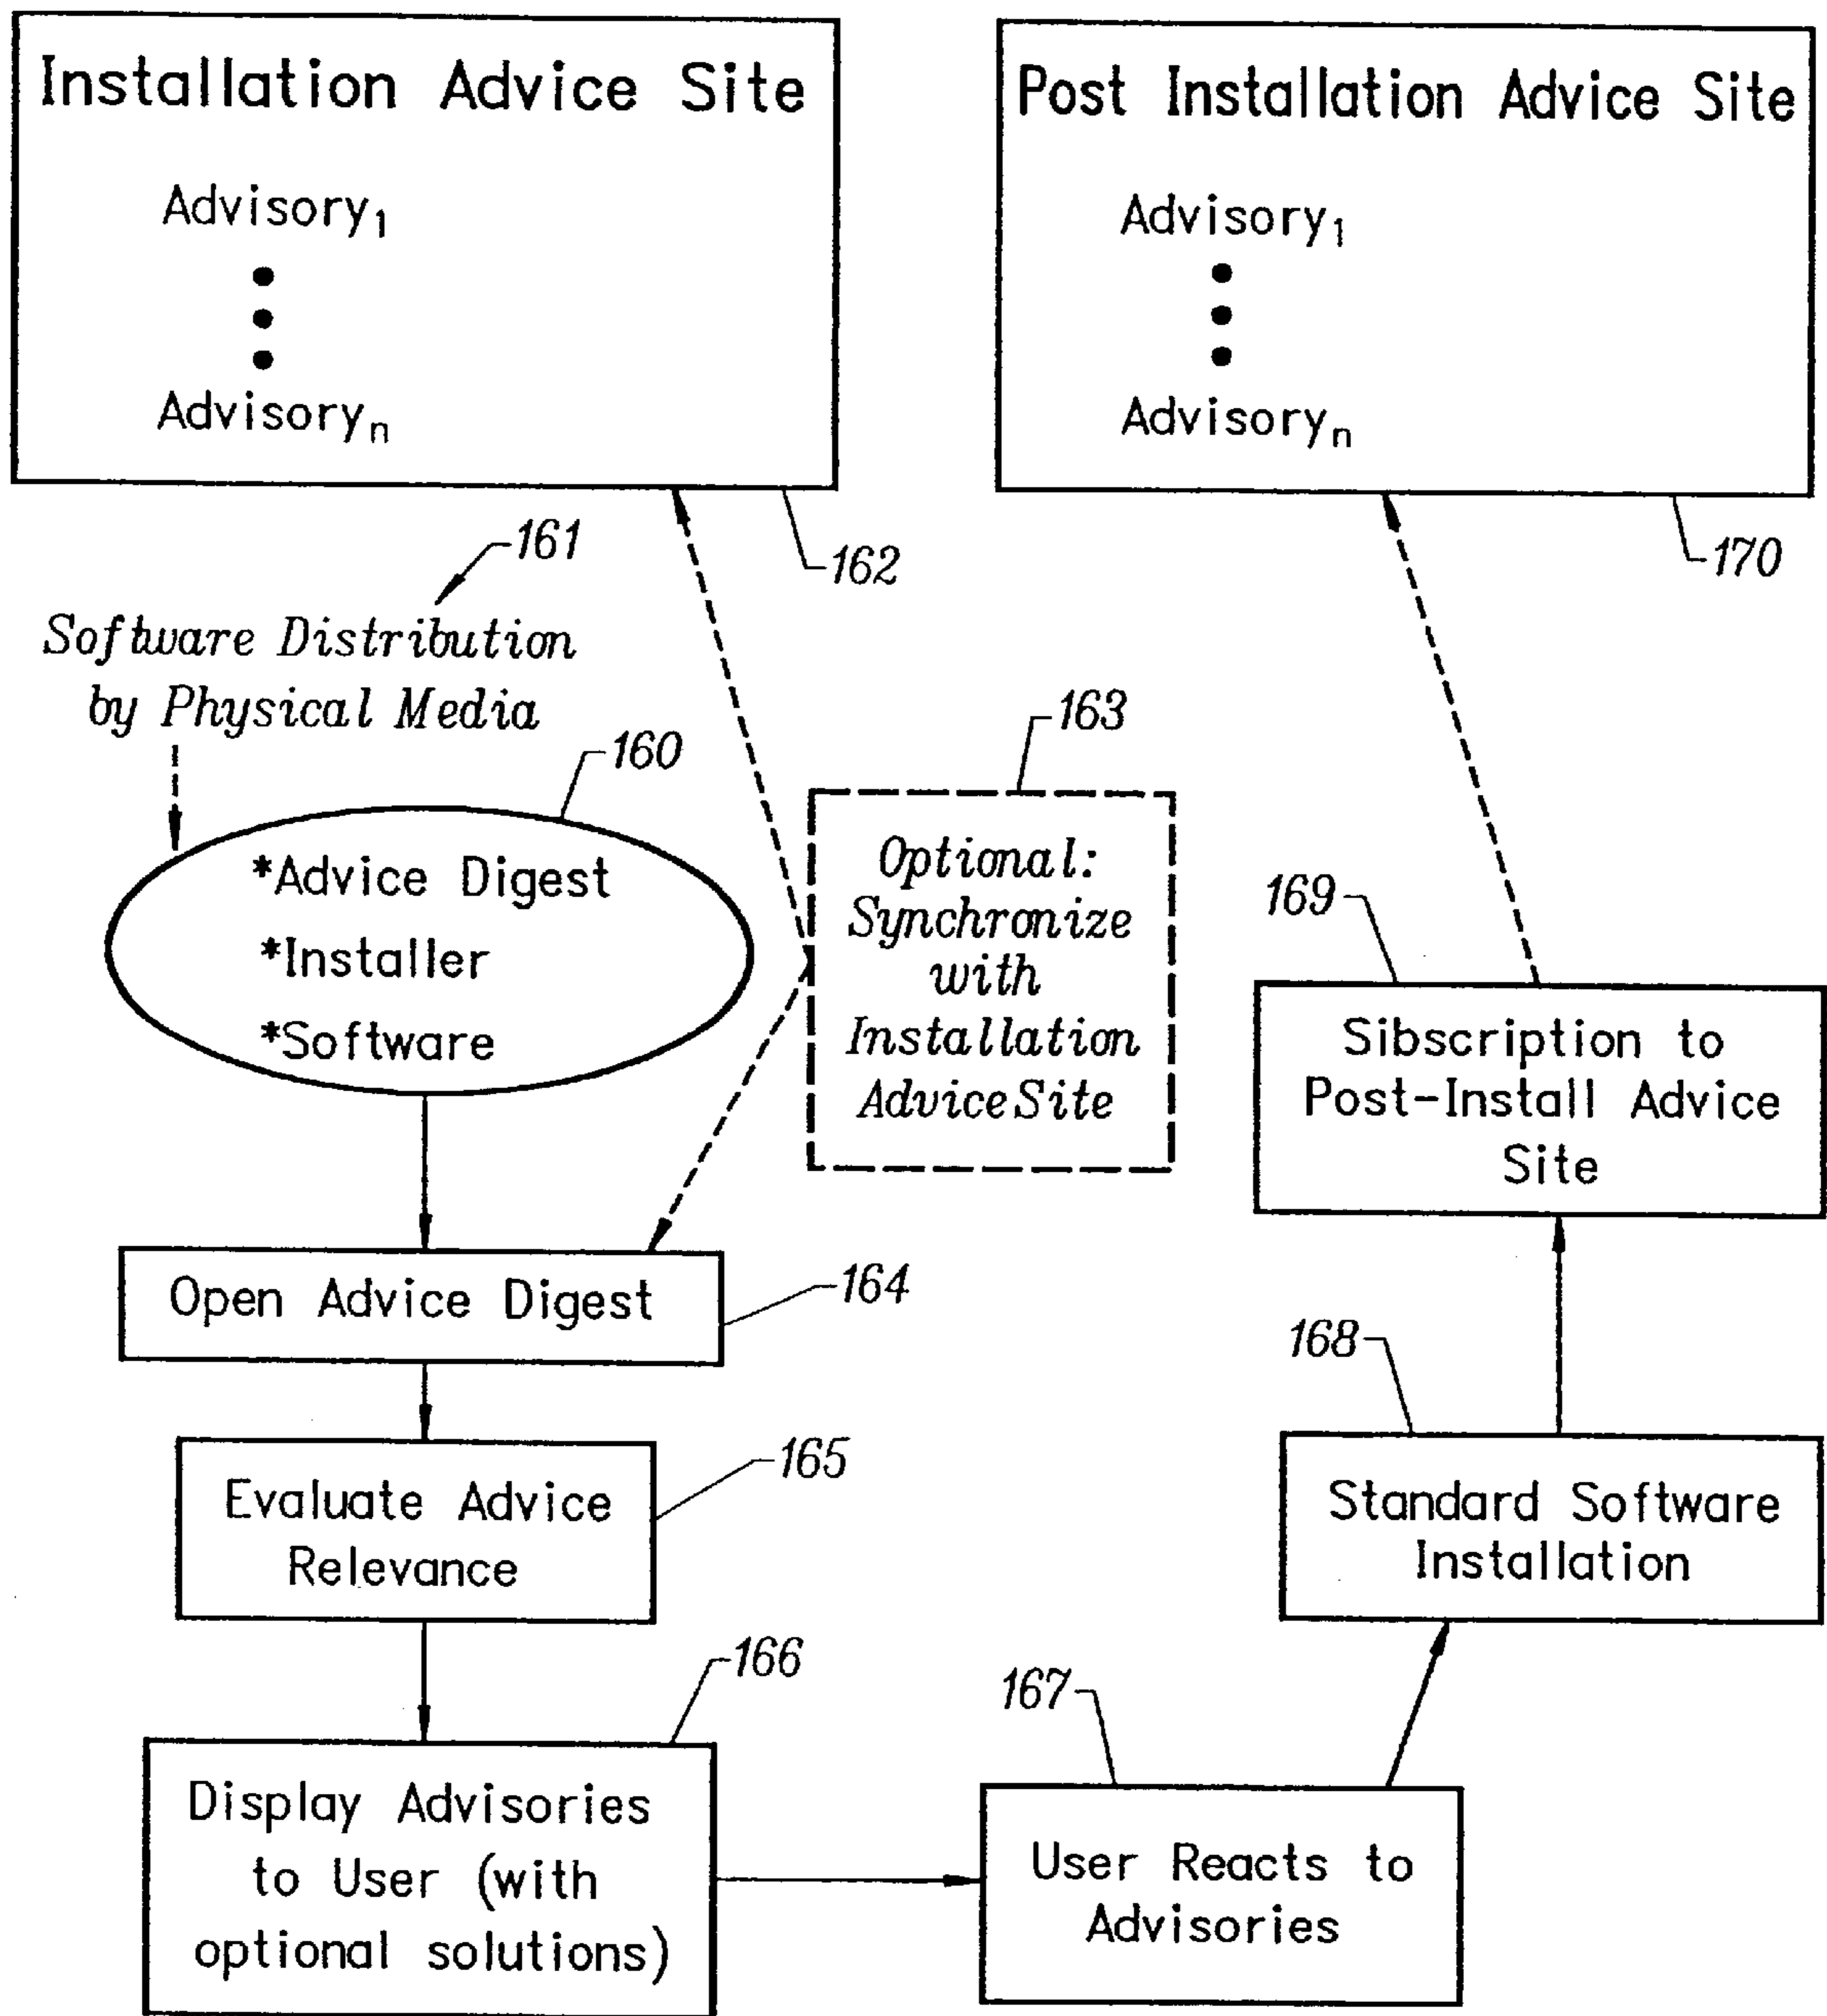 Installation Advice Site
Advisory₁
Advisoryₙ
162
Post Installation Advice Site
Advisory₁
Advisoryₙ
170
161
Software Distribution
by Physical Media
160
*Advice Digest
*Installer
*Software
163
Optional:
Synchronize
with
Installation
Advice Site
Open Advice Digest
164
Evaluate Advice
Relevance
165
Display Advisories
to User (with
optional solutions)
166
User Reacts to
Advisories
167
Standard Software
Installation
168
Sibscription to
Post-Install Advice
Site
169